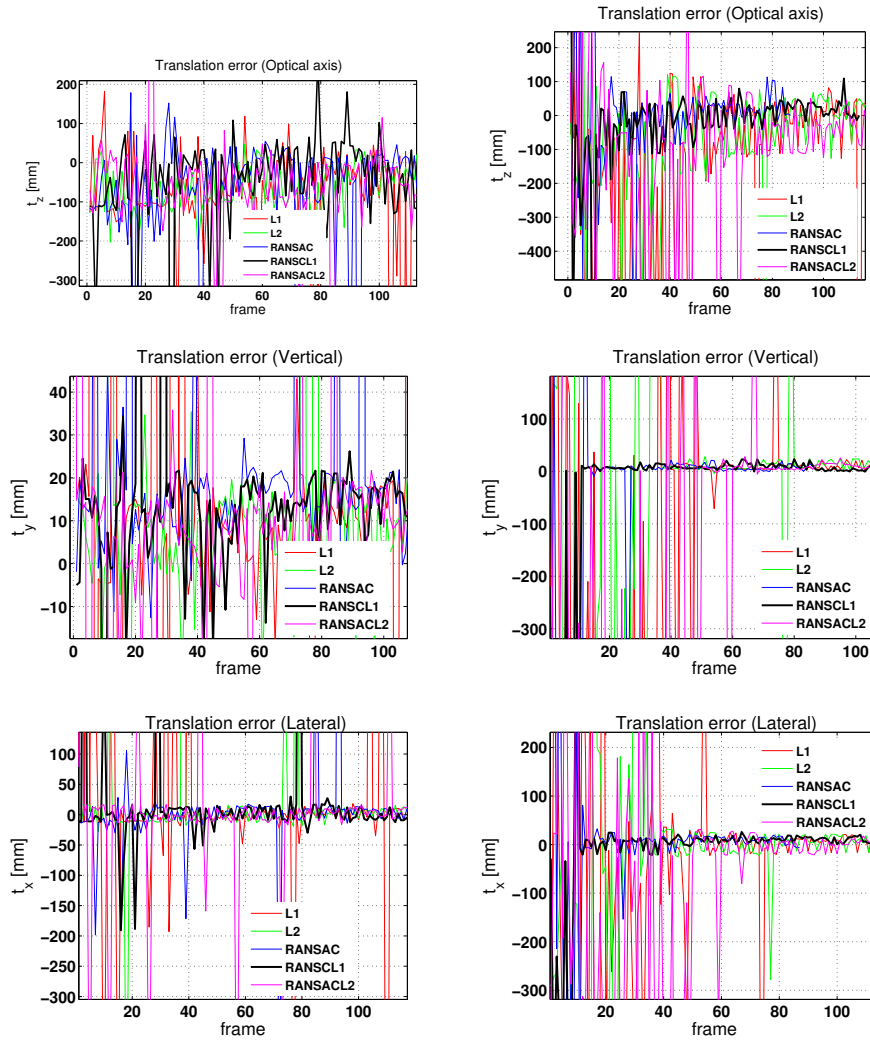 Translation error (Optical axis)
200
100
0
−100
−200
−300
t_z [mm]
0 20 40 60 80 100
frame
L1
L2
RANSAC
RANSCL1
RANSACL2
Translation error (Optical axis)
200
100
0
−100
−200
−300
−400
t_z [mm]
0 20 40 60 80 100
frame
L1
L2
RANSAC
RANSCL1
RANSACL2
Translation error (Vertical)
40
30
20
10
0
−10
t_y [mm]
0 20 40 60 80 100
frame
L1
L2
RANSAC
RANSCL1
RANSACL2
Translation error (Vertical)
100
0
−100
−200
−300
t_y [mm]
20 40 60 80 100
frame
L1
L2
RANSAC
RANSCL1
RANSACL2
Translation error (Lateral)
100
50
0
−50
−100
−150
−200
−250
−300
t_x [mm]
20 40 60 80 100
frame
L1
L2
RANSAC
RANSCL1
RANSACL2
Translation error (Lateral)
200
100
0
−100
−200
−300
t_x [mm]
20 40 60 80 100
frame
L1
L2
RANSAC
RANSCL1
RANSACL2